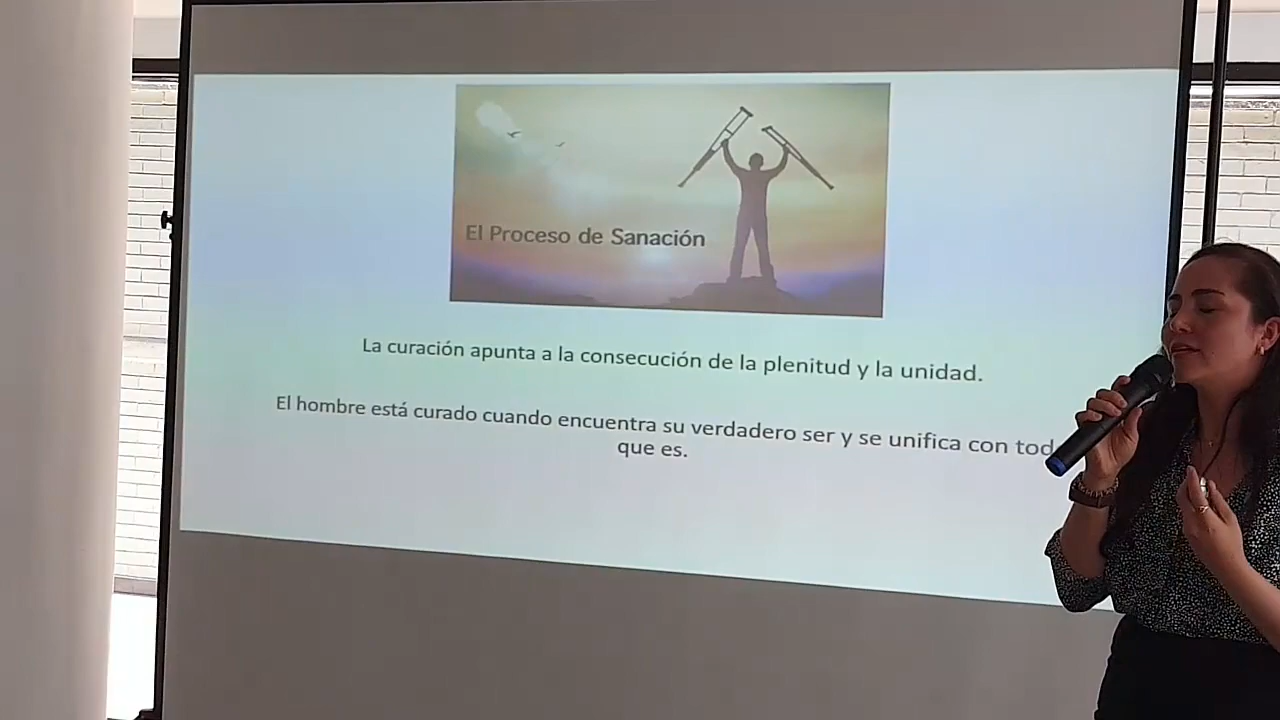 El Proceso de Sanación
La curación apunta a la consecución de la plenitud y la unidad.
El hombre está curado cuando encuentra su verdadero ser y se unifica con
que es.